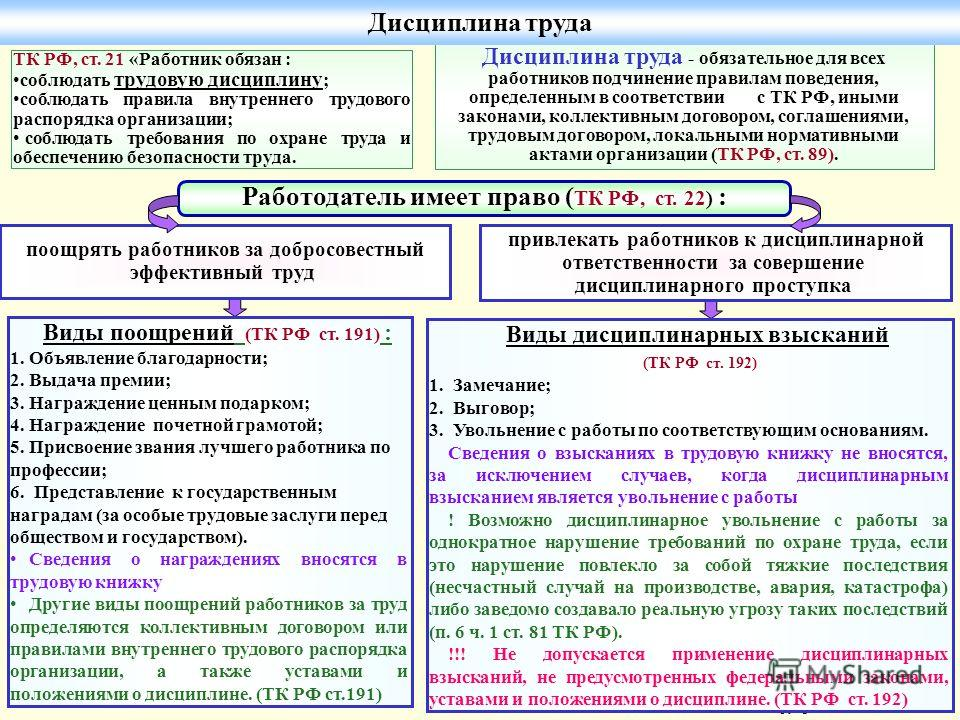 Дисциплина труда
ТК РФ, ст. 21 «Работник обязан :
•соблюдать трудовую дисциплину;
•соблюдать правила внутреннего трудового
распорядка организации;
• соблюдать требования по охране труда и
обеспечению безопасности труда.
Дисциплина труда - обязательное для всех
работников подчинение правилам поведения,
определенным в соответствии с ТК РФ, иными
законами, коллективным договором, соглашениями,
трудовым договором, локальными нормативными
актами организации (ТК РФ, ст. 89).
Работодатель имеет право (ТК РФ, ст. 22) :
поощрять работников за добросовестный
эффективный труд
привлекать работников к дисциплинарной
ответственности за совершение
дисциплинарного проступка
Виды поощрений (ТК РФ ст. 191) :
1. Объявление благодарности;
2. Выдача премии;
3. Награждение ценным подарком;
4. Награждение почетной грамотой;
5. Присвоение звания лучшего работника по
профессии;
6. Представление к государственным
наградам (за особые трудовые заслуги перед
обществом и государством).
• Сведения о награждениях вносятся в
трудовую книжку
• Другие виды поощрений работников за труд
определяются коллективным договором или
правилами внутреннего трудового распорядка
организации, а также уставами и
положениями о дисциплине. (ТК РФ ст.191)
Виды дисциплинарных взысканий
(ТК РФ ст. 192)
1. Замечание;
2. Выговор;
3. Увольнение с работы по соответствующим основаниям.
Сведения о взысканиях в трудовую книжку не вносятся,
за исключением случаев, когда дисциплинарным
взысканием является увольнение с работы
! Возможно дисциплинарное увольнение с работы за
однократное нарушение требований по охране труда, если
это нарушение повлекло за собой тяжкие последствия
(несчастный случай на производстве, авария, катастрофа)
либо заведомо создавало реальную угрозу таких последствий
(п. 6 ч. 1 ст. 81 ТК РФ).
!!! Не допускается применение дисциплинарных
взысканий, не предусмотренных федеральными законами,
уставами и положениями о дисциплине. (ТК РФ ст. 192)
MyShared